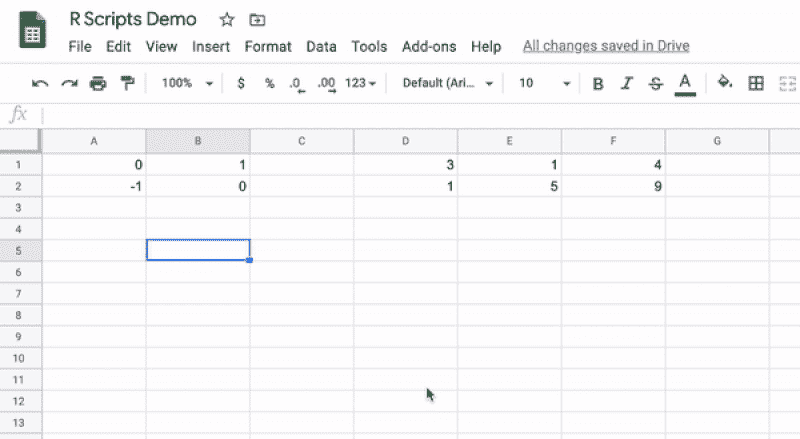 R Scripts Demo
File Edit View Insert Format Data Tools Add-ons Help All changes saved in Drive
100% $ % .0 .00 123 Default (Ari... 10 B I S A
fx
A B C D E F G
1 0 1 3 1 4
2 -1 0 1 5 9
3
4
5
6
7
8
9
10
11
12
13